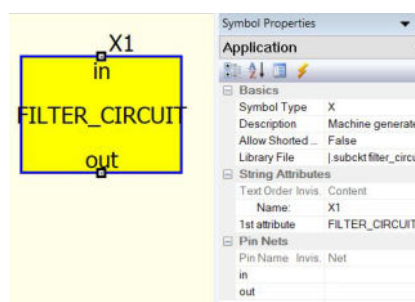 X1
in
FILTER_CIRCUIT
out
Symbol Properties
Application
Basics
Symbol Type X
Description Machine generate
Allow Shorted ... False
Library File |.subckt filter_circu
String Attributes
Text Order Invis. Content
Name: X1
1st attribute FILTER_CIRCUIT
Pin Nets
Pin Name Invis. Net
in
out